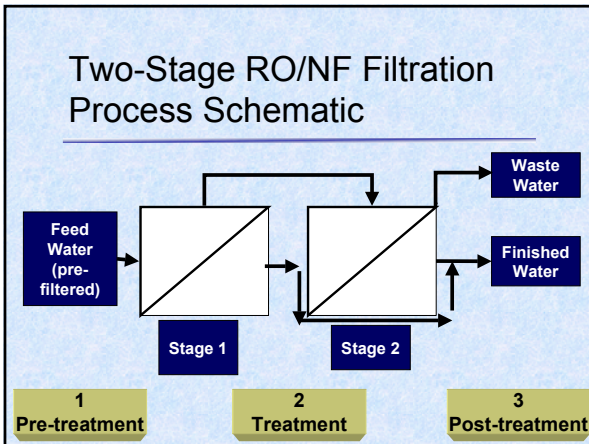 Two-Stage RO/NF Filtration
Process Schematic
Waste
Water
Feed
Water
(pre-
filtered)
Finished
Water
Stage 1
Stage 2
1
Pre-treatment
2
Treatment
3
Post-treatment